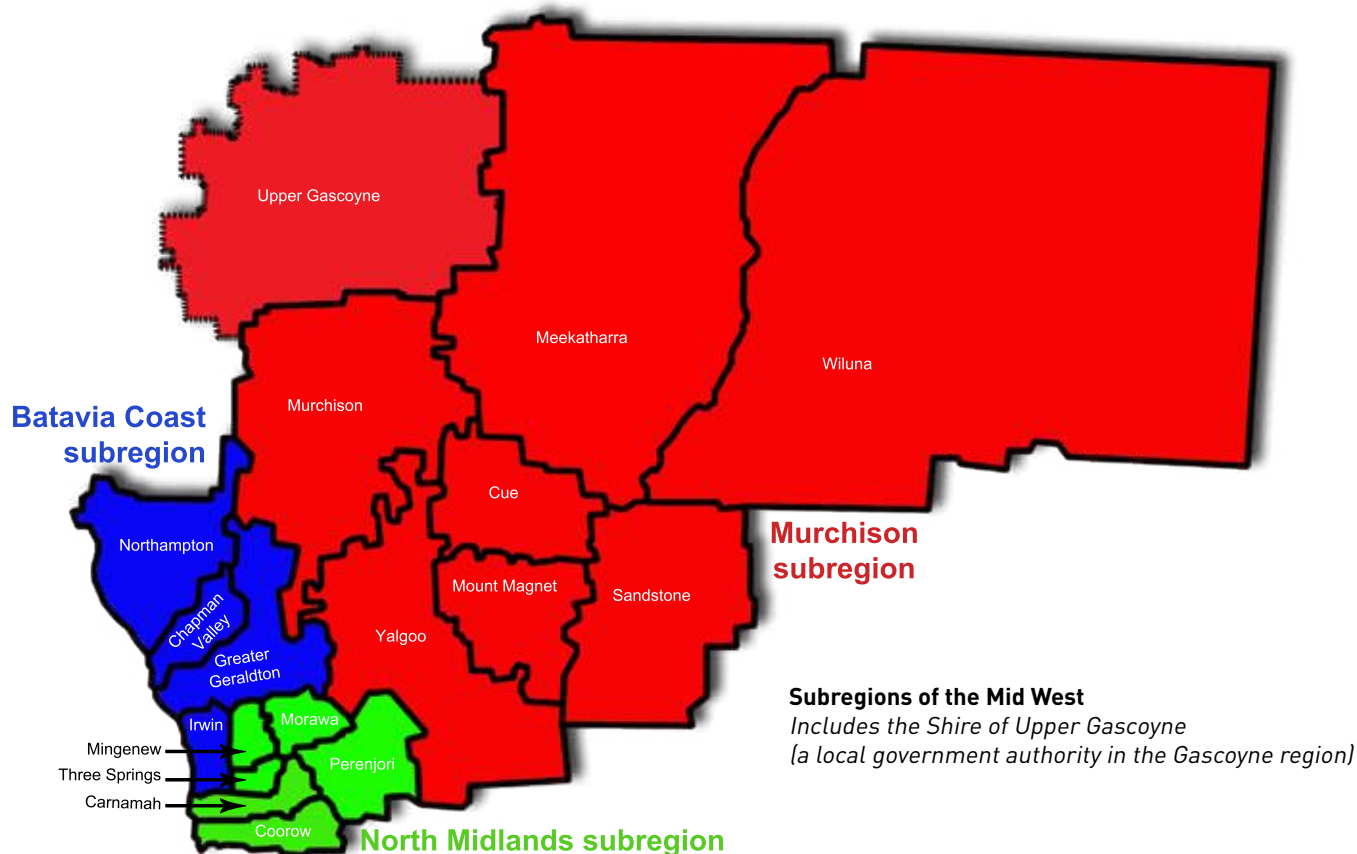 Upper Gascoyne
Meekatharra
Wiluna
Murchison
Batavia Coast
subregion
Cue
Northampton
Murchison
subregion
Mount Magnet
Sandstone
Chapman
Valley
Yalgoo
Greater
Geraldton
Subregions of the Mid West
Includes the Shire of Upper Gascoyne
(a local government authority in the Gascoyne region)
Irwin
Morawa
Mingenew
Perenjori
Three Springs
Carnamah
Coorow
North Midlands subregion